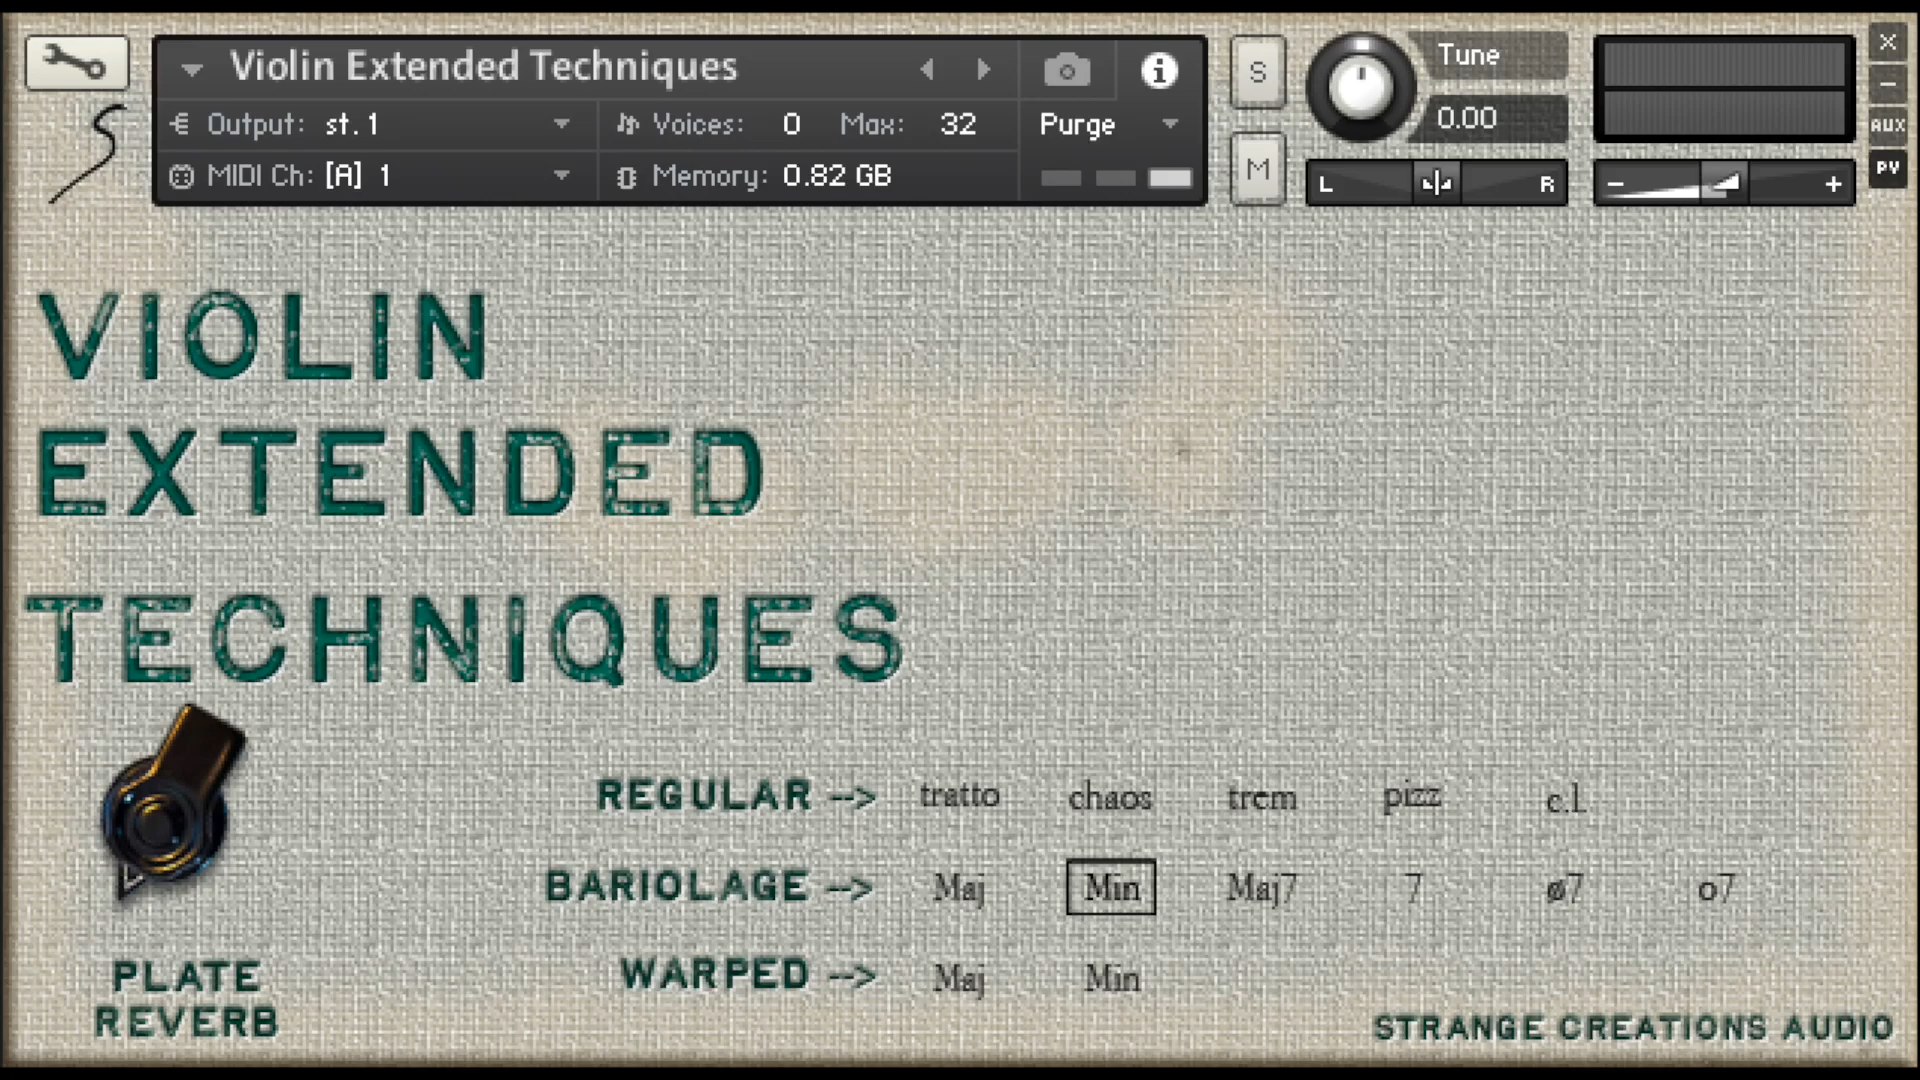 Violin Extended Techniques
Output: st.1 Voices: 0 Max: 32 Purge
MIDI Ch: [A] 1 Memory: 0.82 GB
S
M
Tune
0.00
L R
- +
X
-
AUX
PV
VIOLIN
EXTENDED
TECHNIQUES
REGULAR --> tratto chaos trem pizz c.l.
BARIOLAGE --> Maj Min Maj7 7 ø7 o7
WARPED --> Maj Min
PLATE
REVERB
STRANGE CREATIONS AUDIO